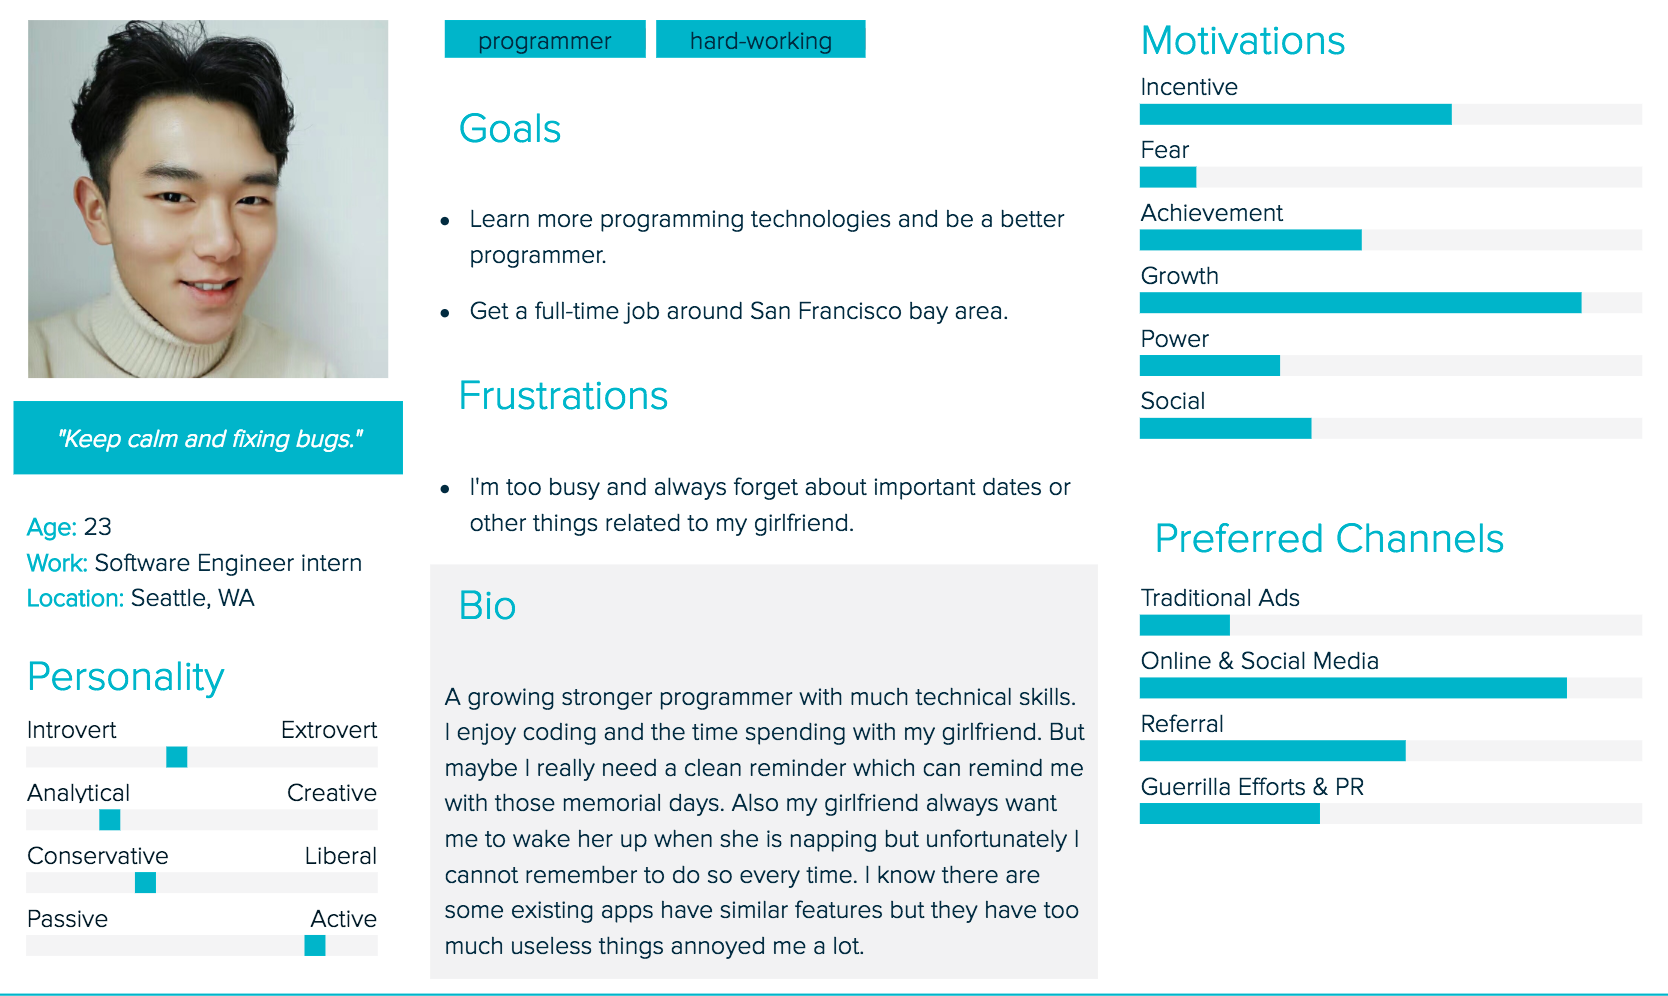 programmer
hard-working
Goals
• Learn more programming technologies and be a better
programmer.
• Get a full-time job around San Francisco bay area.
Frustrations
• I'm too busy and always forget about important dates or
other things related to my girlfriend.
Bio
A growing stronger programmer with much technical skills.
I enjoy coding and the time spending with my girlfriend. But
maybe I really need a clean reminder which can remind me
with those memorial days. Also my girlfriend always want
me to wake her up when she is napping but unfortunately I
cannot remember to do so every time. I know there are
some existing apps have similar features but they have too
much useless things annoyed me a lot.
"Keep calm and fixing bugs."
Age: 23
Work: Software Engineer intern
Location: Seattle, WA
Personality
Introvert Extrovert
Analytical Creative
Conservative Liberal
Passive Active
Motivations
Incentive
Fear
Achievement
Growth
Power
Social
Preferred Channels
Traditional Ads
Online & Social Media
Referral
Guerrilla Efforts & PR